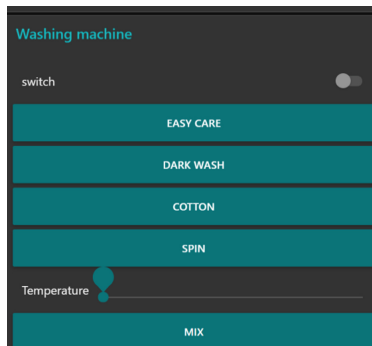 Washing machine
switch
EASY CARE
DARK WASH
COTTON
SPIN
Temperature
MIX